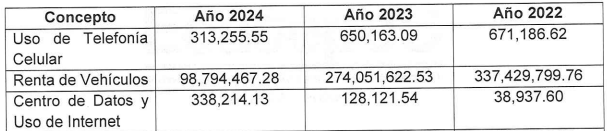 Concepto Año 2024 Año 2023 Año 2022
Uso de Telefonía 313,255.55 650,163.09 671,186.62
Celular
Renta de Vehículos 98,794,467.28 274,051,622.53 337,429,799.76
Centro de Datos y 338,214.13 128,121.54 38,937.60
Uso de Internet